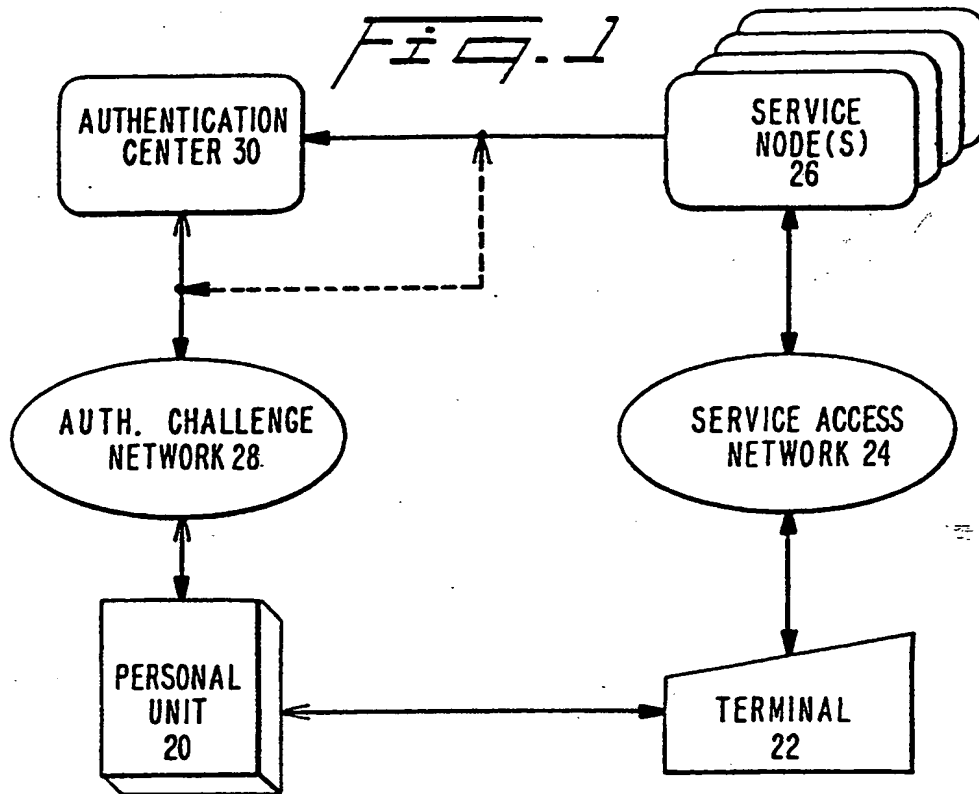 Fig. 1
AUTHENTICATION
CENTER 30
SERVICE
NODE(S)
26
AUTH. CHALLENGE
NETWORK 28
SERVICE ACCESS
NETWORK 24
PERSONAL
UNIT
20
TERMINAL
22